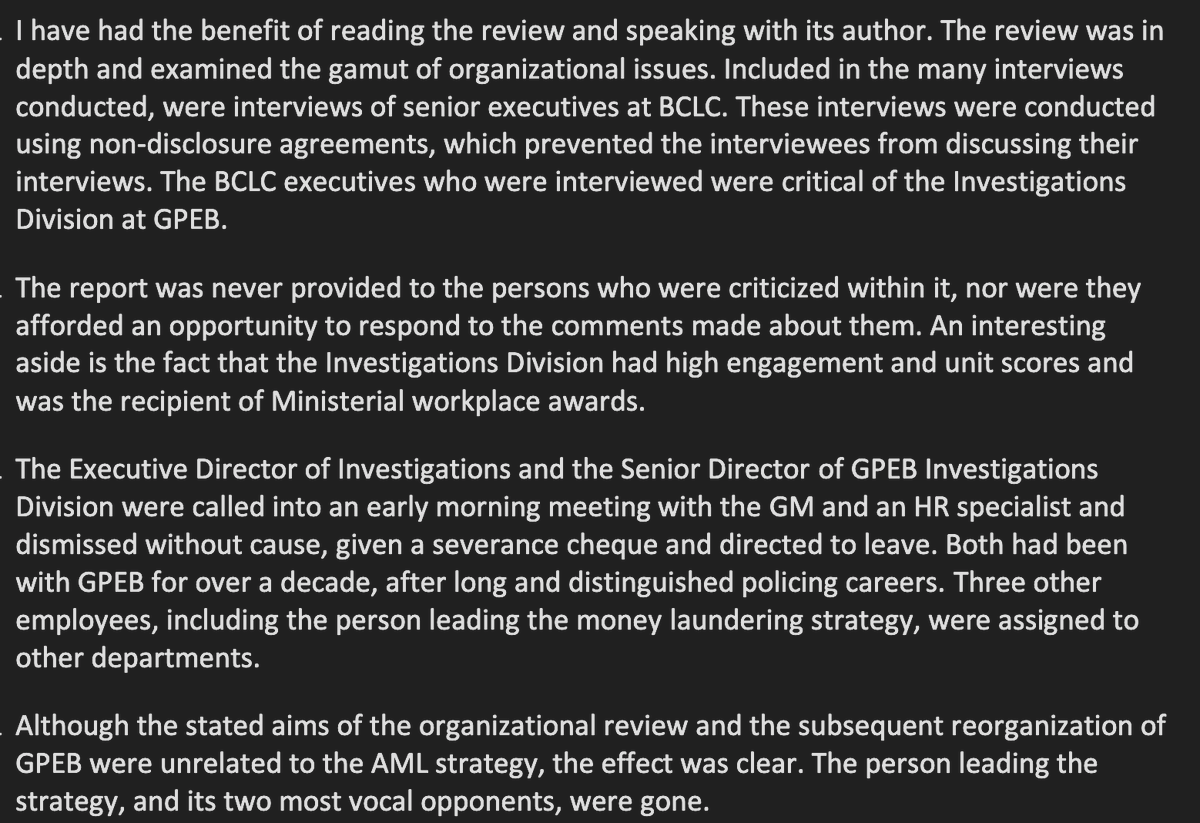 I have had the benefit of reading the review and speaking with its author. The review was in
depth and examined the gamut of organizational issues. Included in the many interviews
conducted, were interviews of senior executives at BCLC. These interviews were conducted
using non-disclosure agreements, which prevented the interviewees from discussing their
interviews. The BCLC executives who were interviewed were critical of the Investigations
Division at GPEB.
The report was never provided to the persons who were criticized within it, nor were they
afforded an opportunity to respond to the comments made about them. An interesting
aside is the fact that the Investigations Division had high engagement and unit scores and
was the recipient of Ministerial workplace awards.
The Executive Director of Investigations and the Senior Director of GPEB Investigations
Division were called into an early morning meeting with the GM and an HR specialist and
dismissed without cause, given a severance cheque and directed to leave. Both had been
with GPEB for over a decade, after long and distinguished policing careers. Three other
employees, including the person leading the money laundering strategy, were assigned to
other departments.
Although the stated aims of the organizational review and the subsequent reorganization of
GPEB were unrelated to the AML strategy, the effect was clear. The person leading the
strategy, and its two most vocal opponents, were gone.